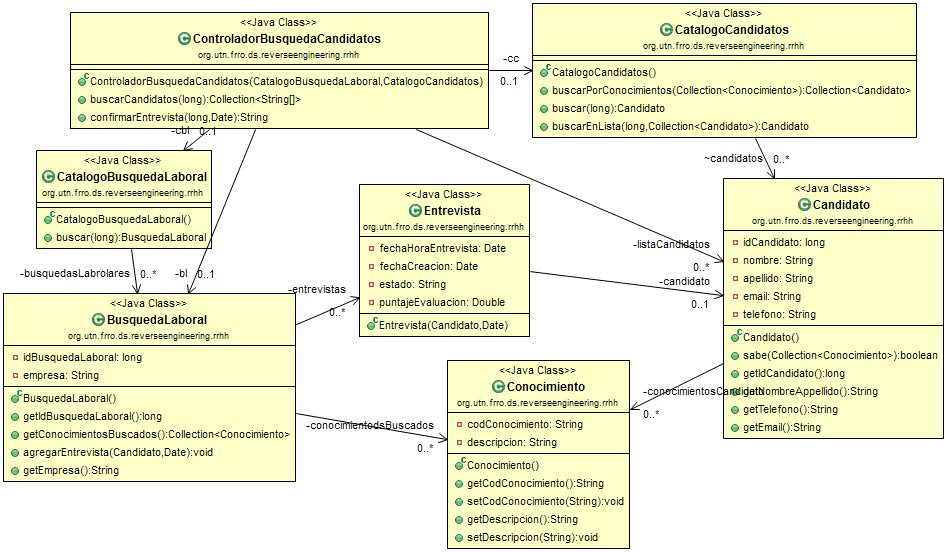 <<Java Class>>
ControladorBusquedaCandidatos
org.utn.frro.ds.reverseengineering.rrhh
ControladorBusquedaCandidatos(CatalogoBusquedaLaboral,CatalogoCandidatos)
buscarCandidatos(long):Collection<String[]>
confirmarEntrevista(long,Date):String
-cc
0..1
<<Java Class>>
CatalogoCandidatos
org.utn.frro.ds.reverseengineering.rrhh
CatalogoCandidatos()
buscarPorConocimientos(Collection<Conocimiento>):Collection<Candidato>
buscar(long):Candidato
buscarEnLista(long,Collection<Candidato>):Candidato
-cbl 0..1
~candidatos 0..*
<<Java Class>>
CatalogoBusquedaLaboral
org.utn.frro.ds.reverseengineering.rrhh
CatalogoBusquedaLaboral()
buscar(long):BusquedaLaboral
-busquedasLabrolares 0..*
-bl 0..1
<<Java Class>>
Entrevista
org.utn.frro.ds.reverseengineering.rrhh
fechaHoraEntrevista: Date
fechaCreacion: Date
estado: String
puntajeEvaluacion: Double
Entrevista(Candidato,Date)
-entrevistas
0..*
-listaCandidatos
0..*
-candidato
0..1
<<Java Class>>
Candidato
org.utn.frro.ds.reverseengineering.rrhh
idCandidato: long
nombre: String
apellido: String
email: String
telefono: String
Candidato()
sabe(Collection<Conocimiento>):boolean
getIdCandidato():long
getNombreAppellido():String
getTelefono():String
getEmail():String
<<Java Class>>
BusquedaLaboral
org.utn.frro.ds.reverseengineering.rrhh
idBusquedaLaboral: long
empresa: String
BusquedaLaboral()
getIdBusquedaLaboral():long
getConocimientosBuscados():Collection<Conocimiento>
agregarEntrevista(Candidato,Date):void
getEmpresa():String
-conocimientodsBuscados
0..*
-conocimientosCandidato
0..*
<<Java Class>>
Conocimiento
org.utn.frro.ds.reverseengineering.rrhh
codConocimiento: String
descripcion: String
Conocimiento()
getCodConocimiento():String
setCodConocimiento(String):void
getDescripcion():String
setDescripcion(String):void